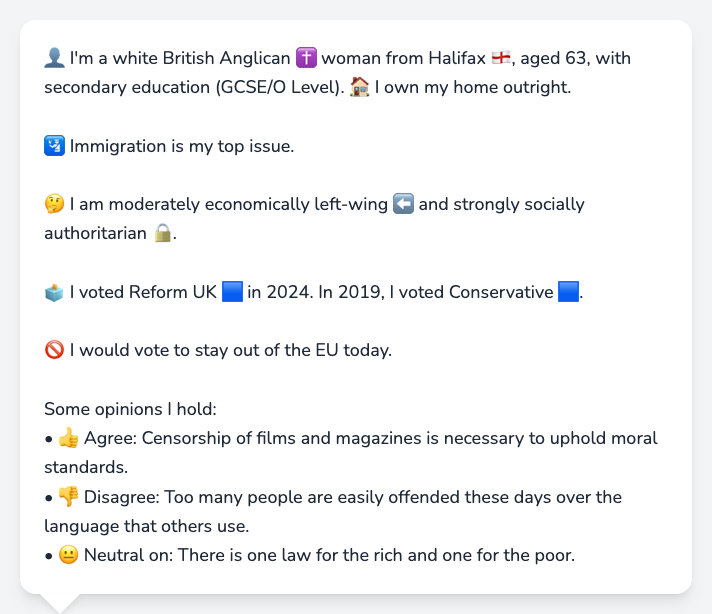 👤 I'm a white British Anglican ✝️ woman from Halifax 🏴󠁧󠁢󠁥󠁮󠁧󠁿, aged 63, with
secondary education (GCSE/O Level). 🏠 I own my home outright.
🛂 Immigration is my top issue.
🤔 I am moderately economically left-wing ⬅️ and strongly socially
authoritarian 🔒.
🗳️ I voted Reform UK 🟦 in 2024. In 2019, I voted Conservative 🟦.
🚫 I would vote to stay out of the EU today.
Some opinions I hold:
• 👍 Agree: Censorship of films and magazines is necessary to uphold moral
standards.
• 👎 Disagree: Too many people are easily offended these days over the
language that others use.
• 😐 Neutral on: There is one law for the rich and one for the poor.